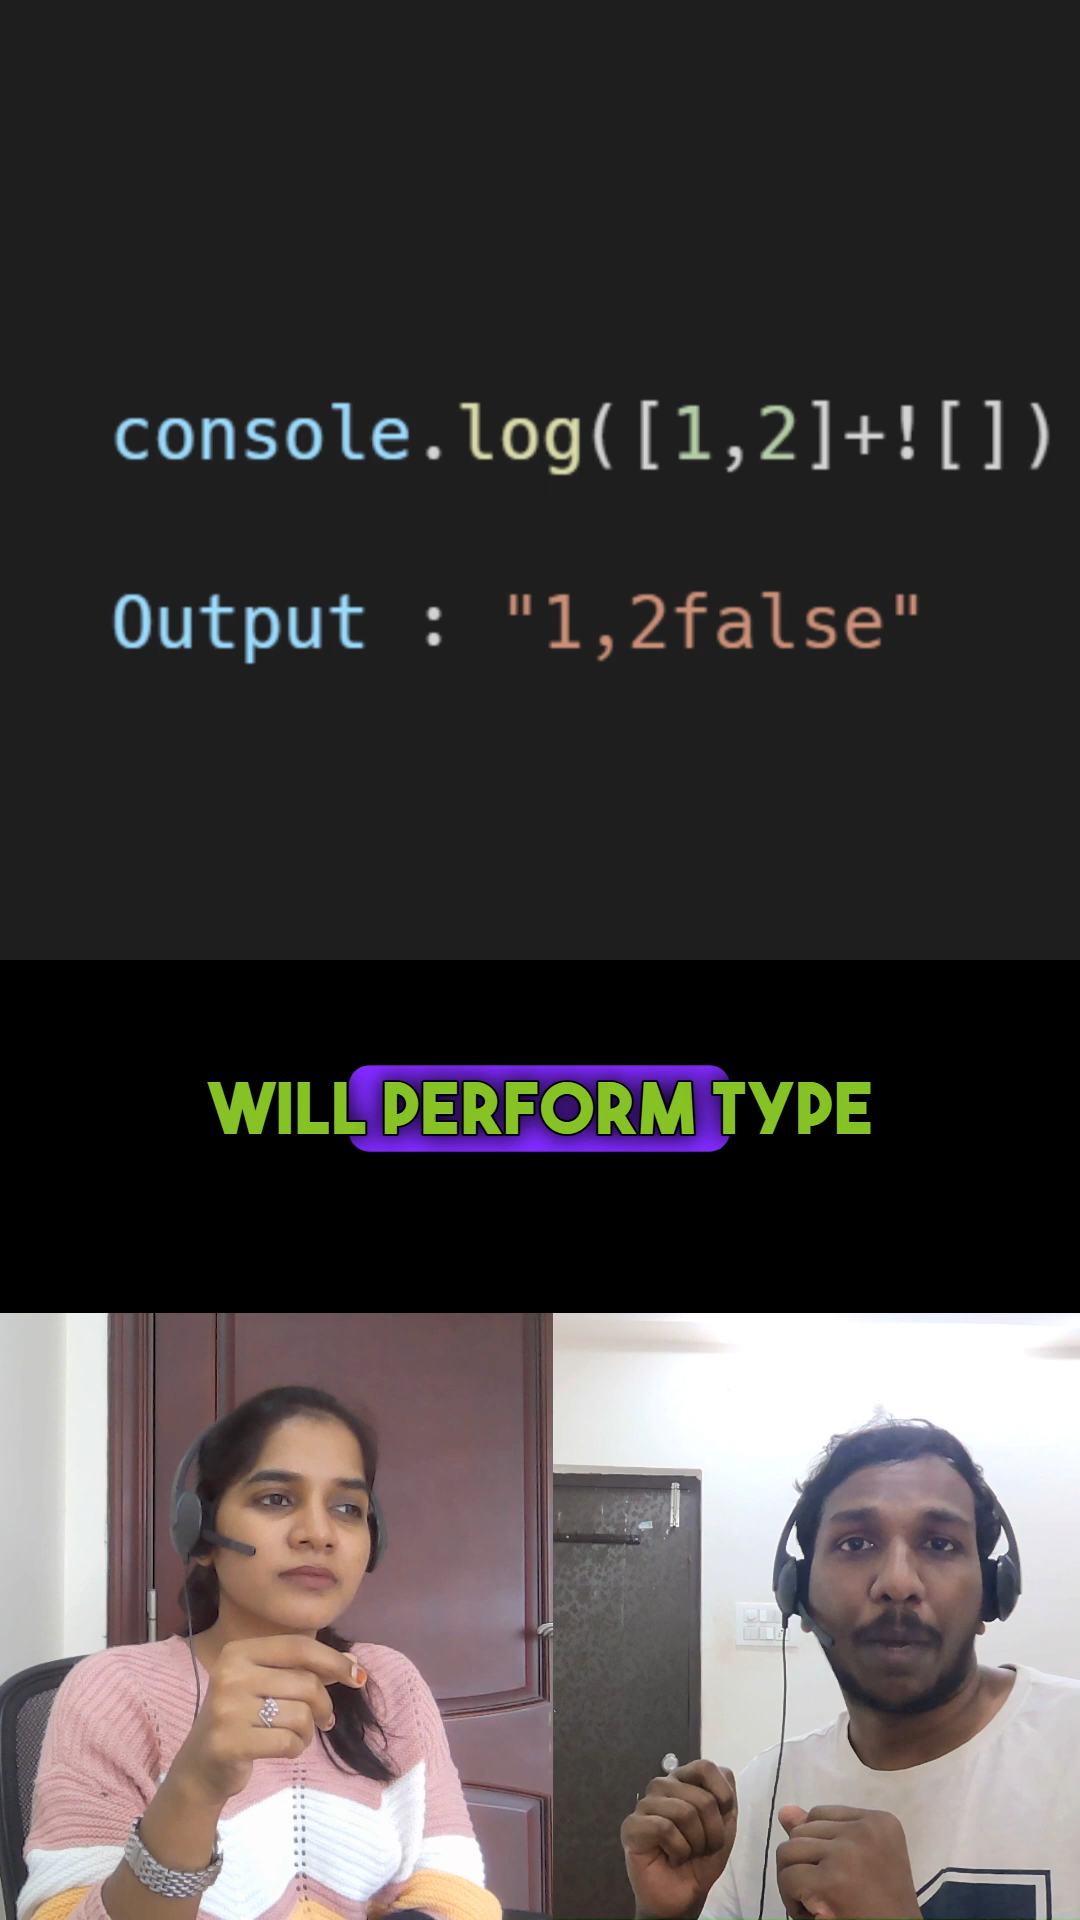 console.log([1,2]+![])
Output : "1,2false"
WILL PERFORM TYPE